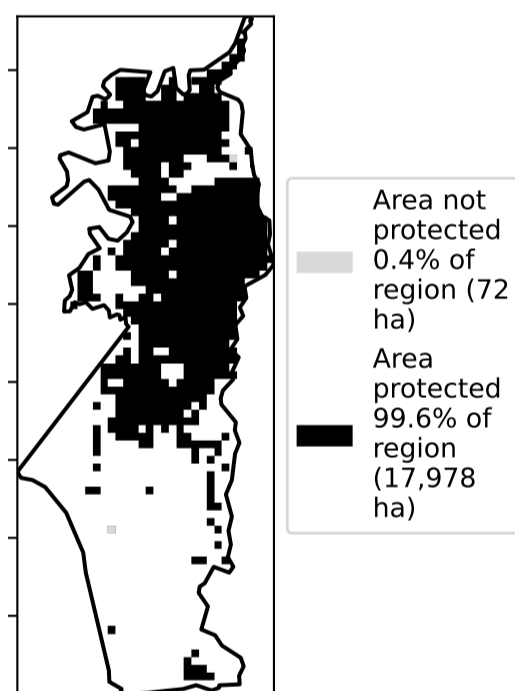 Area not
protected
0.4% of
region (72
ha)
Area
protected
99.6% of
region
(17,978
ha)